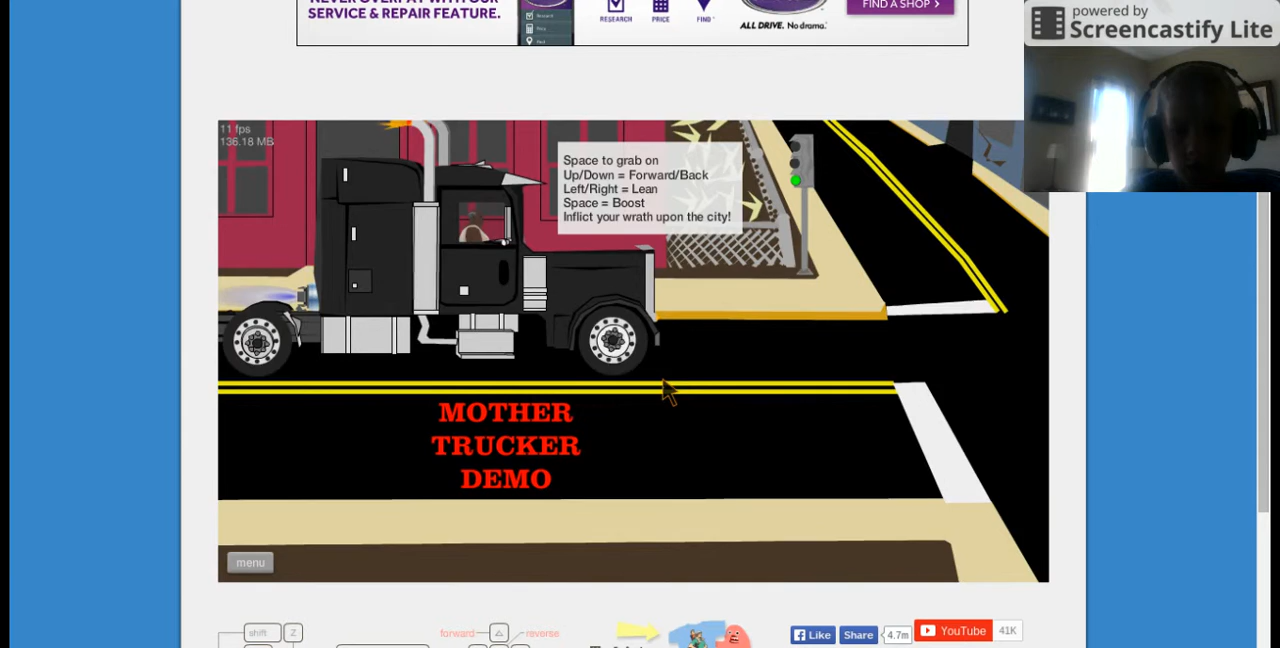 SERVICE & REPAIR FEATURE.
RESEARCH PRICE FIND
ALL DRIVE. No drama.
FIND A SHOP >
powered by
Screencastify Lite
11 fps
136.18 MB
Space to grab on
Up/Down = Forward/Back
Left/Right = Lean
Space = Boost
Inflict your wrath upon the city!
MOTHER
TRUCKER
DEMO
menu
shift Z
forward reverse
Like Share 4.7m YouTube 41K